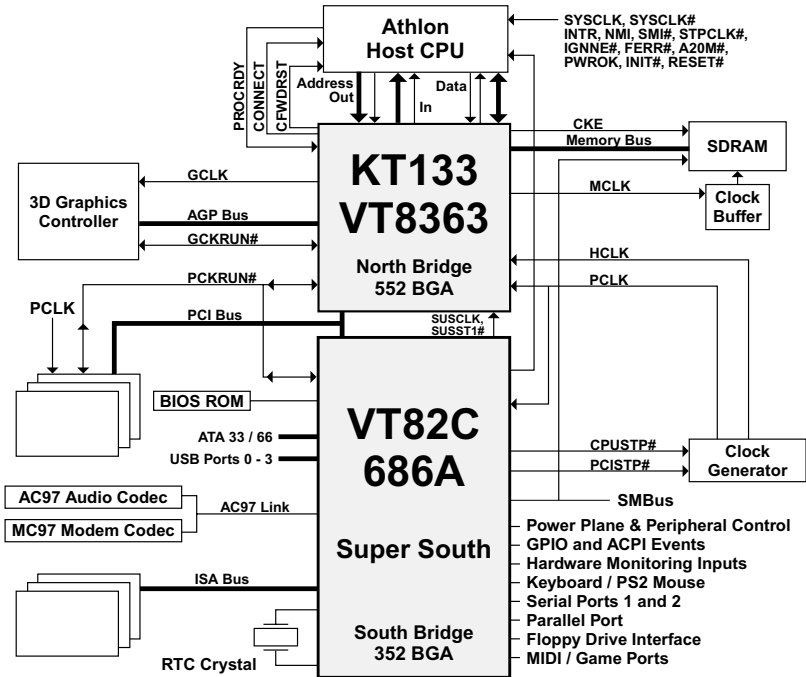 Athlon
Host CPU
SYSCLK, SYSCLK#
INTR, NMI, SMI#, STPCLK#,
IGNNE#, FERR#, A20M#,
PWROK, INIT#, RESET#
PROCRDY
CONNECT
CFWDRST
Address
Out
In
Data
CKE
Memory Bus
SDRAM
3D Graphics
Controller
GCLK
AGP Bus
GCKRUN#
KT133
VT8363
North Bridge
552 BGA
MCLK
Clock
Buffer
HCLK
PCLK
PCKRUN#
PCLK
PCI Bus
SUSCLK,
SUSST1#
BIOS ROM
ATA 33 / 66
USB Ports 0 - 3
VT82C
686A
Super South
South Bridge
352 BGA
CPUSTP#
PCISTP#
Clock
Generator
SMBus
AC97 Audio Codec
MC97 Modem Codec
AC97 Link
ISA Bus
RTC Crystal
Power Plane & Peripheral Control
GPIO and ACPI Events
Hardware Monitoring Inputs
Keyboard / PS2 Mouse
Serial Ports 1 and 2
Parallel Port
Floppy Drive Interface
MIDI / Game Ports